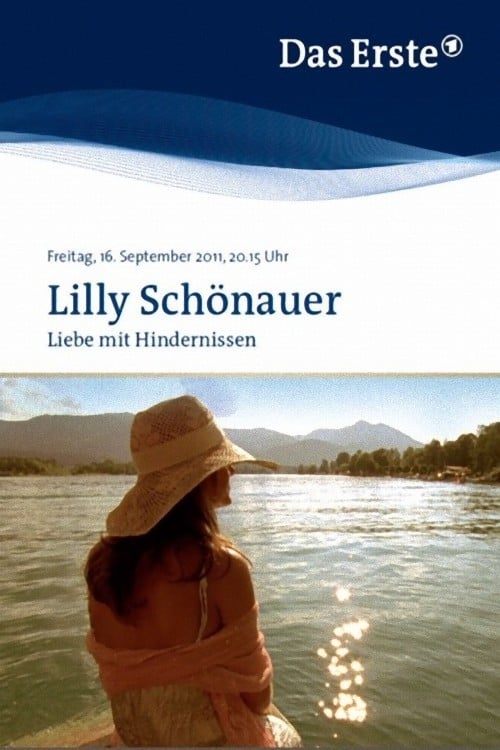 Das Erste
Freitag, 16. September 2011, 20.15 Uhr
Lilly Schönauer
Liebe mit Hindernissen